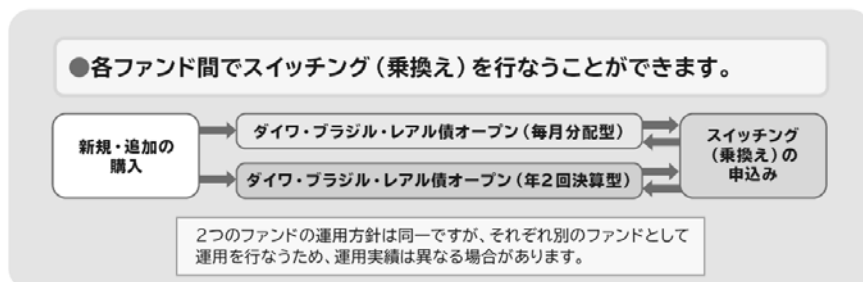 ●各ファンド間でスイッチング（乗換え）を行なうことができます。
新規・追加の
購入
ダイワ・ブラジル・レアル債オープン（毎月分配型）
ダイワ・ブラジル・レアル債オープン（年２回決算型）
スイッチング
（乗換え）の
申込み
２つのファンドの運用方針は同一ですが、それぞれ別のファンドとして
運用を行なうため、運用実績は異なる場合があります。